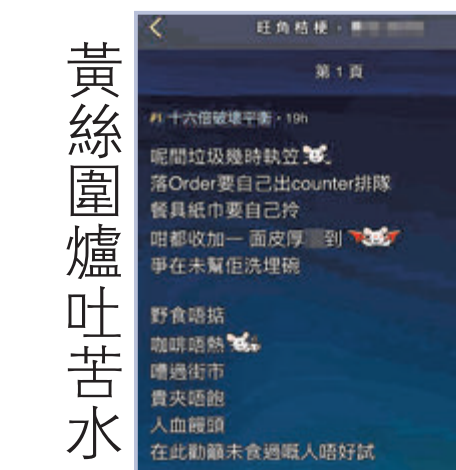 黃絲圍爐吐苦水
旺角桔梗·
第1頁
#1 十六倍破壞平衡·19h
呢間垃圾幾時執笠
落Order要自己出counter排隊
餐具紙巾要自己拎
咁都收加一 面皮厚 到
爭在未幫佢洗埋碗
野食唔掂
咖啡唔熱
嘈過街市
貴夾唔飽
人血饅頭
在此勸籲未食過嘅人唔好試